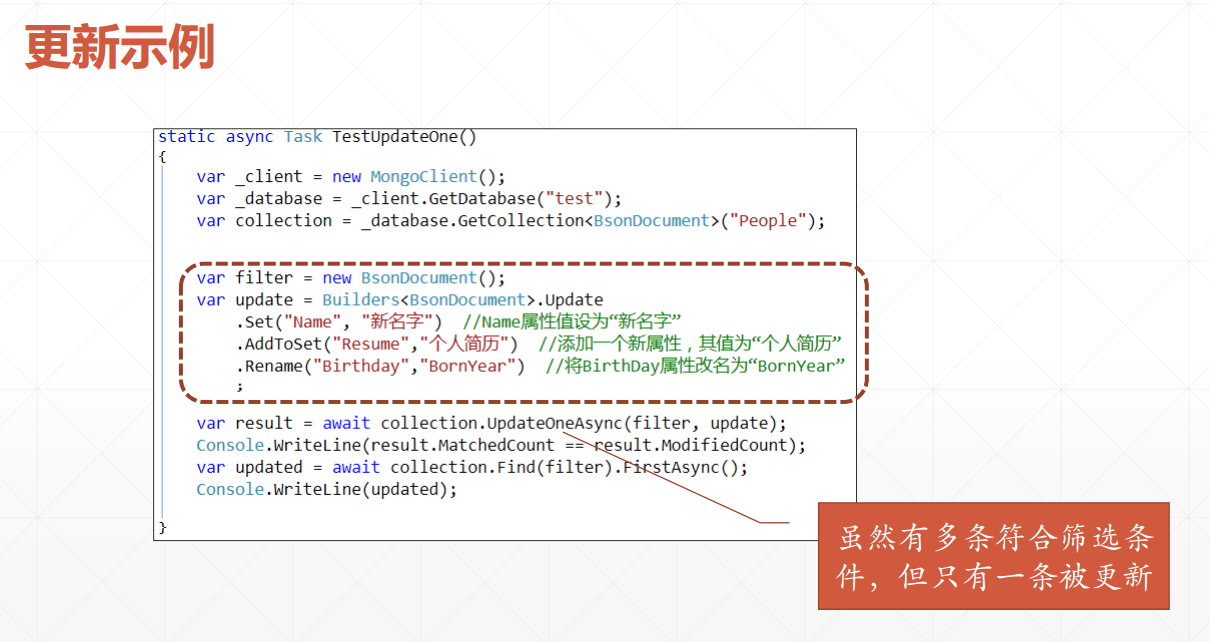 更新示例
static async Task TestUpdateOne()
{
var _client = new MongoClient();
var _database = _client.GetDatabase("test");
var collection = _database.GetCollection<BsonDocument>("People");
var filter = new BsonDocument();
var update = Builders<BsonDocument>.Update
.Set("Name", "新名字")  //Name属性值设为“新名字”
.AddToSet("Resume","个人简历")  //添加一个新属性，其值为“个人简历”
.Rename("Birthday","BornYear")  //将BirthDay属性改名为“BornYear”
;
var result = await collection.UpdateOneAsync(filter, update);
Console.WriteLine(result.MatchedCount == result.ModifiedCount);
var updated = await collection.Find(filter).FirstAsync();
Console.WriteLine(updated);
}
虽然有多条符合筛选条
件，但只有一条被更新